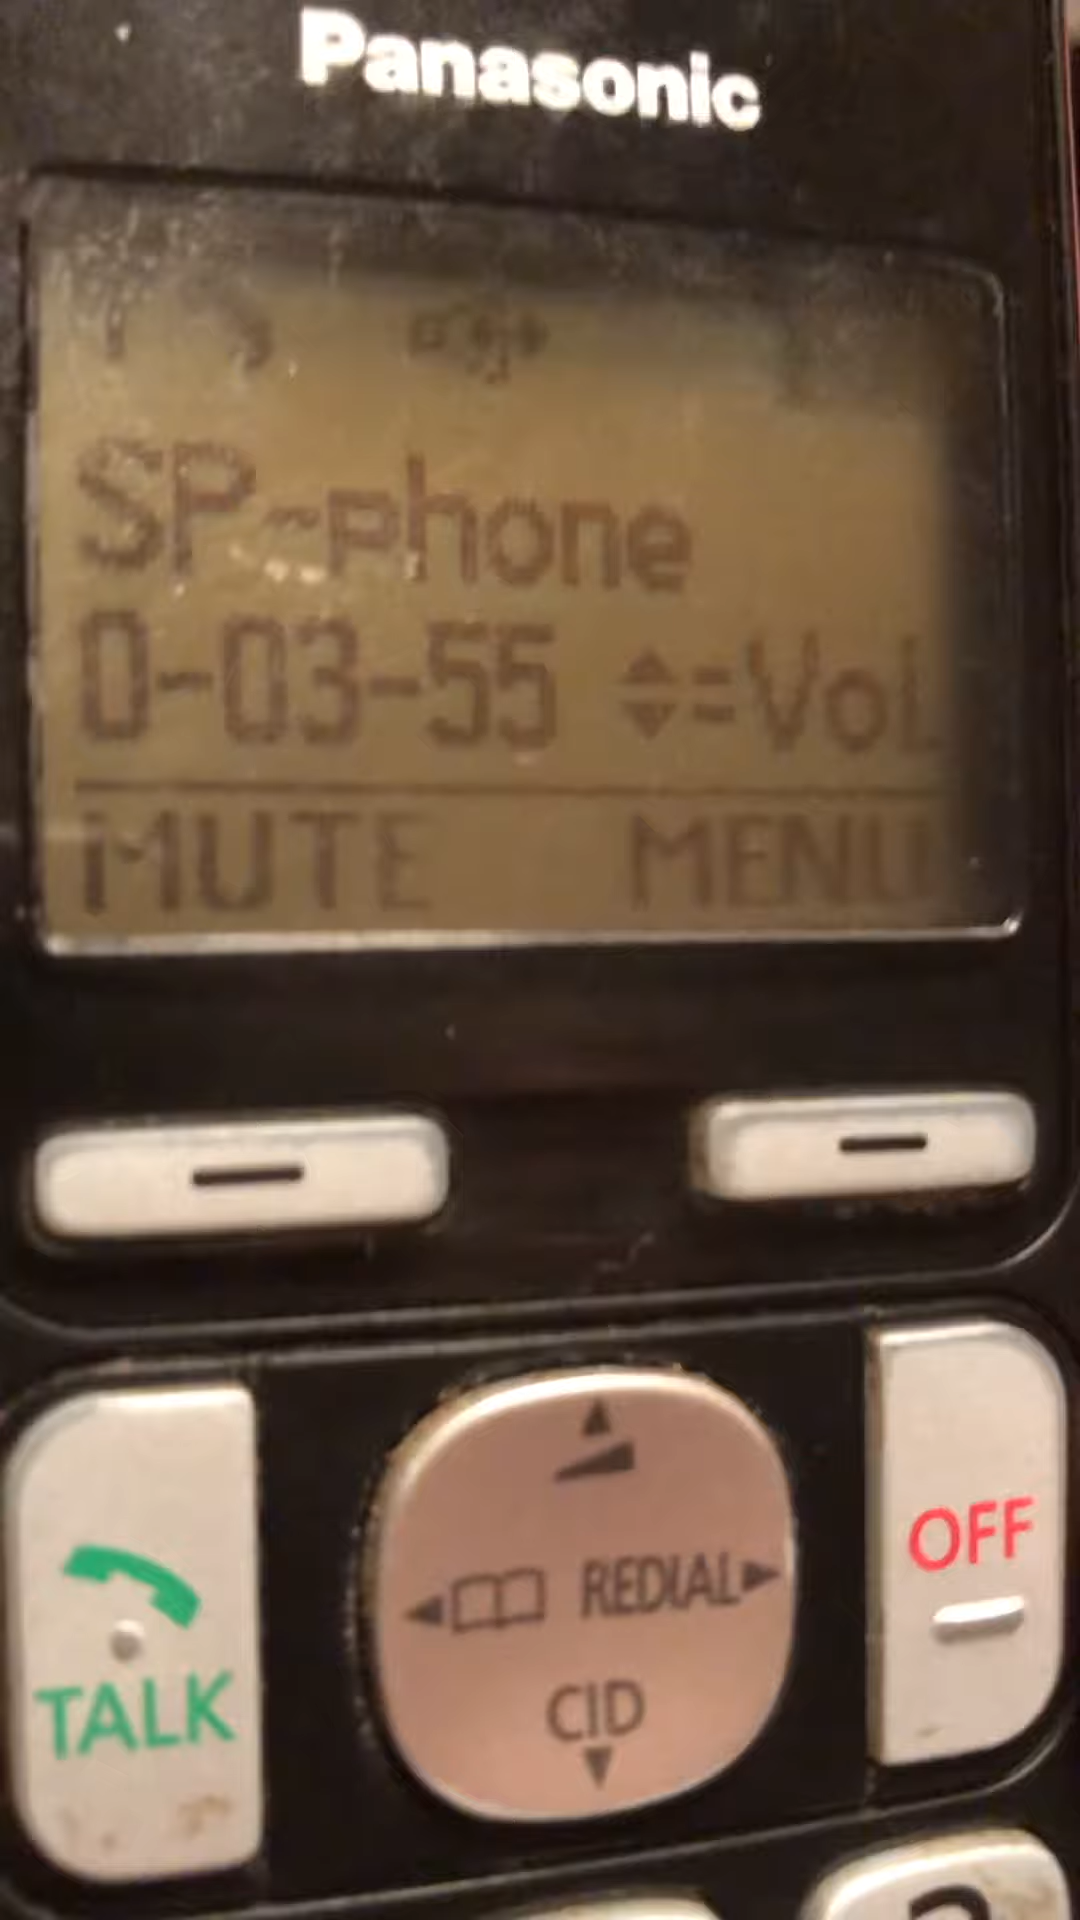 Panasonic
SP-phone
0-03-55 ♦=Vol
MUTE MENU
REDIAL
OFF
TALK
CID